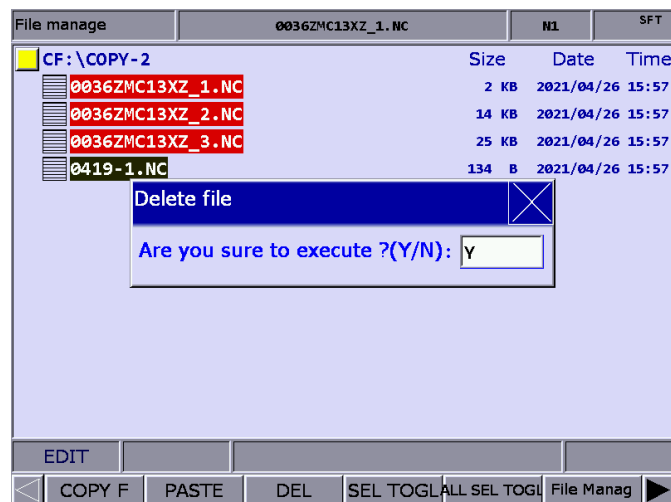 File manage 0036ZMC13XZ_1.NC N1 SFT
CF:\COPY-2 Size Date Time
0036ZMC13XZ_1.NC 2 KB 2021/04/26 15:57
0036ZMC13XZ_2.NC 14 KB 2021/04/26 15:57
0036ZMC13XZ_3.NC 25 KB 2021/04/26 15:57
0419-1.NC 134 B 2021/04/26 15:57
Delete file
Are you sure to execute ?(Y/N): Y
EDIT
COPY F PASTE DEL SEL TOGL ALL SEL TOGL File Manag